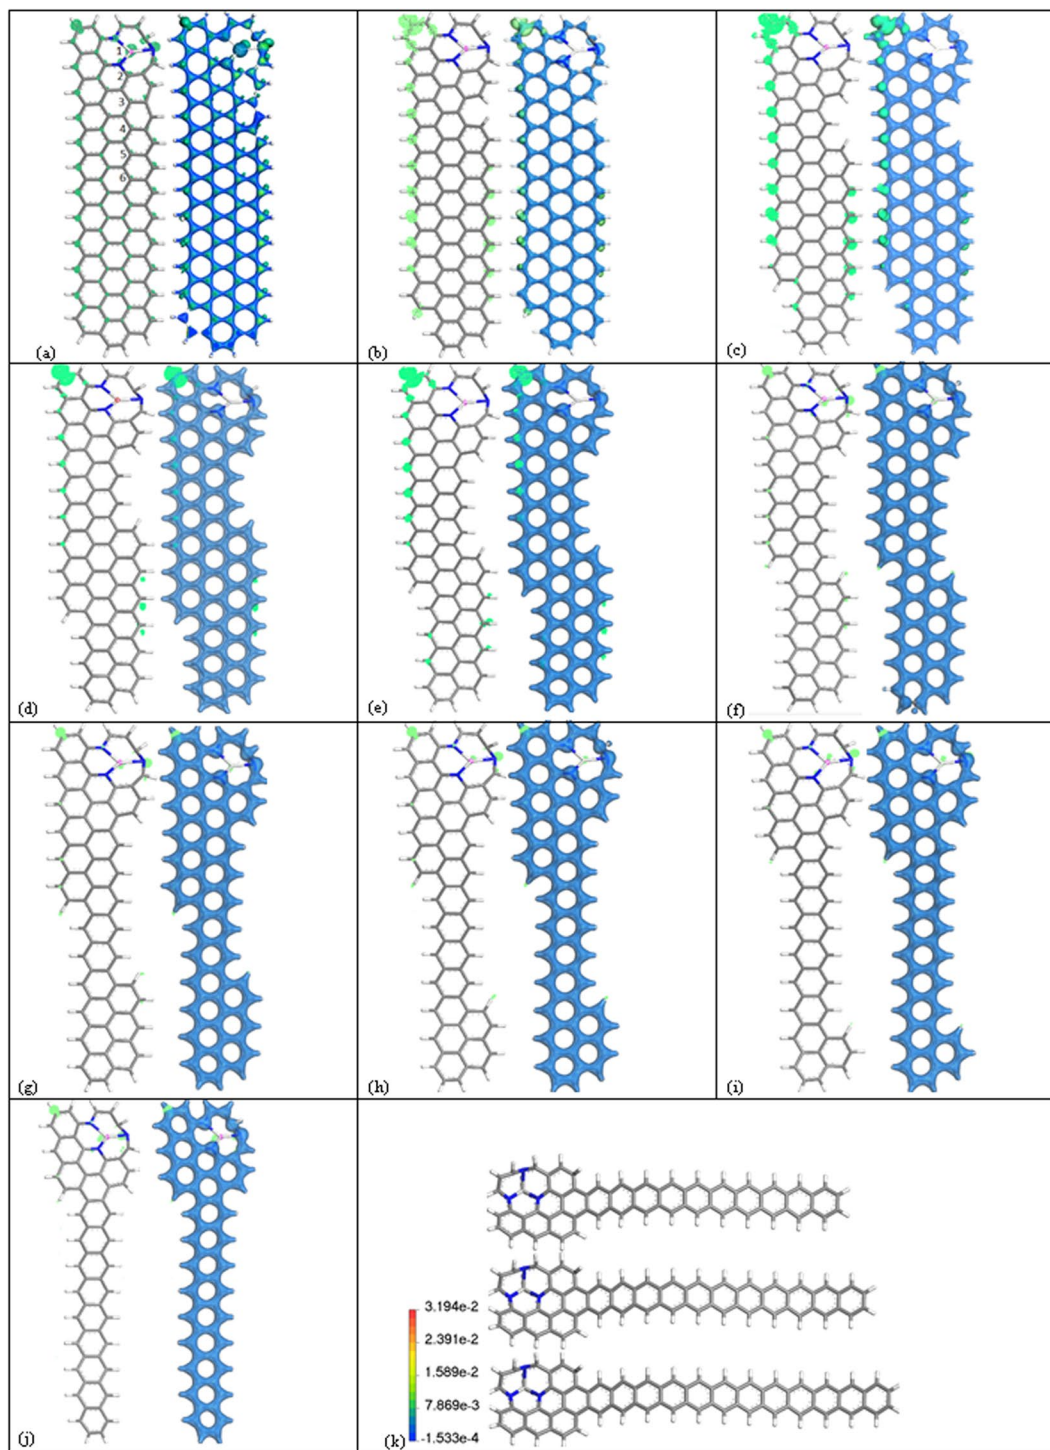 1
2
3
4
5
6
(a)
(b)
(c)
(d)
(e)
(f)
(g)
(h)
(i)
3.194e-2
2.391e-2
1.589e-2
7.869e-3
-1.533e-4
(j)
(k)